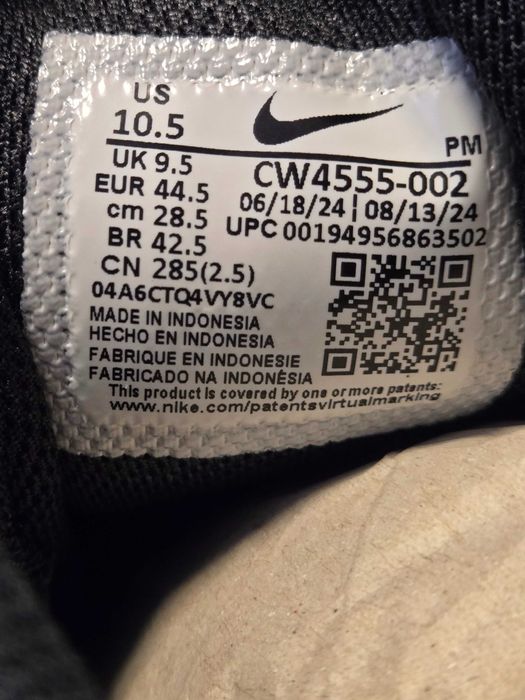 US
10.5
PM
UK 9.5
EUR 44.5
cm 28.5
BR 42.5
CN 285(2.5)
CW4555-002
06/18/24 | 08/13/24
UPC 00194956863502
04A6CTQ4VY8VC
MADE IN INDONESIA
HECHO EN INDONESIA
FABRIQUE EN INDONESIE
FABRICADO NA INDONÉSIA
This product is covered by one or more patents:
www.nike.com/patentsvirtualmarking